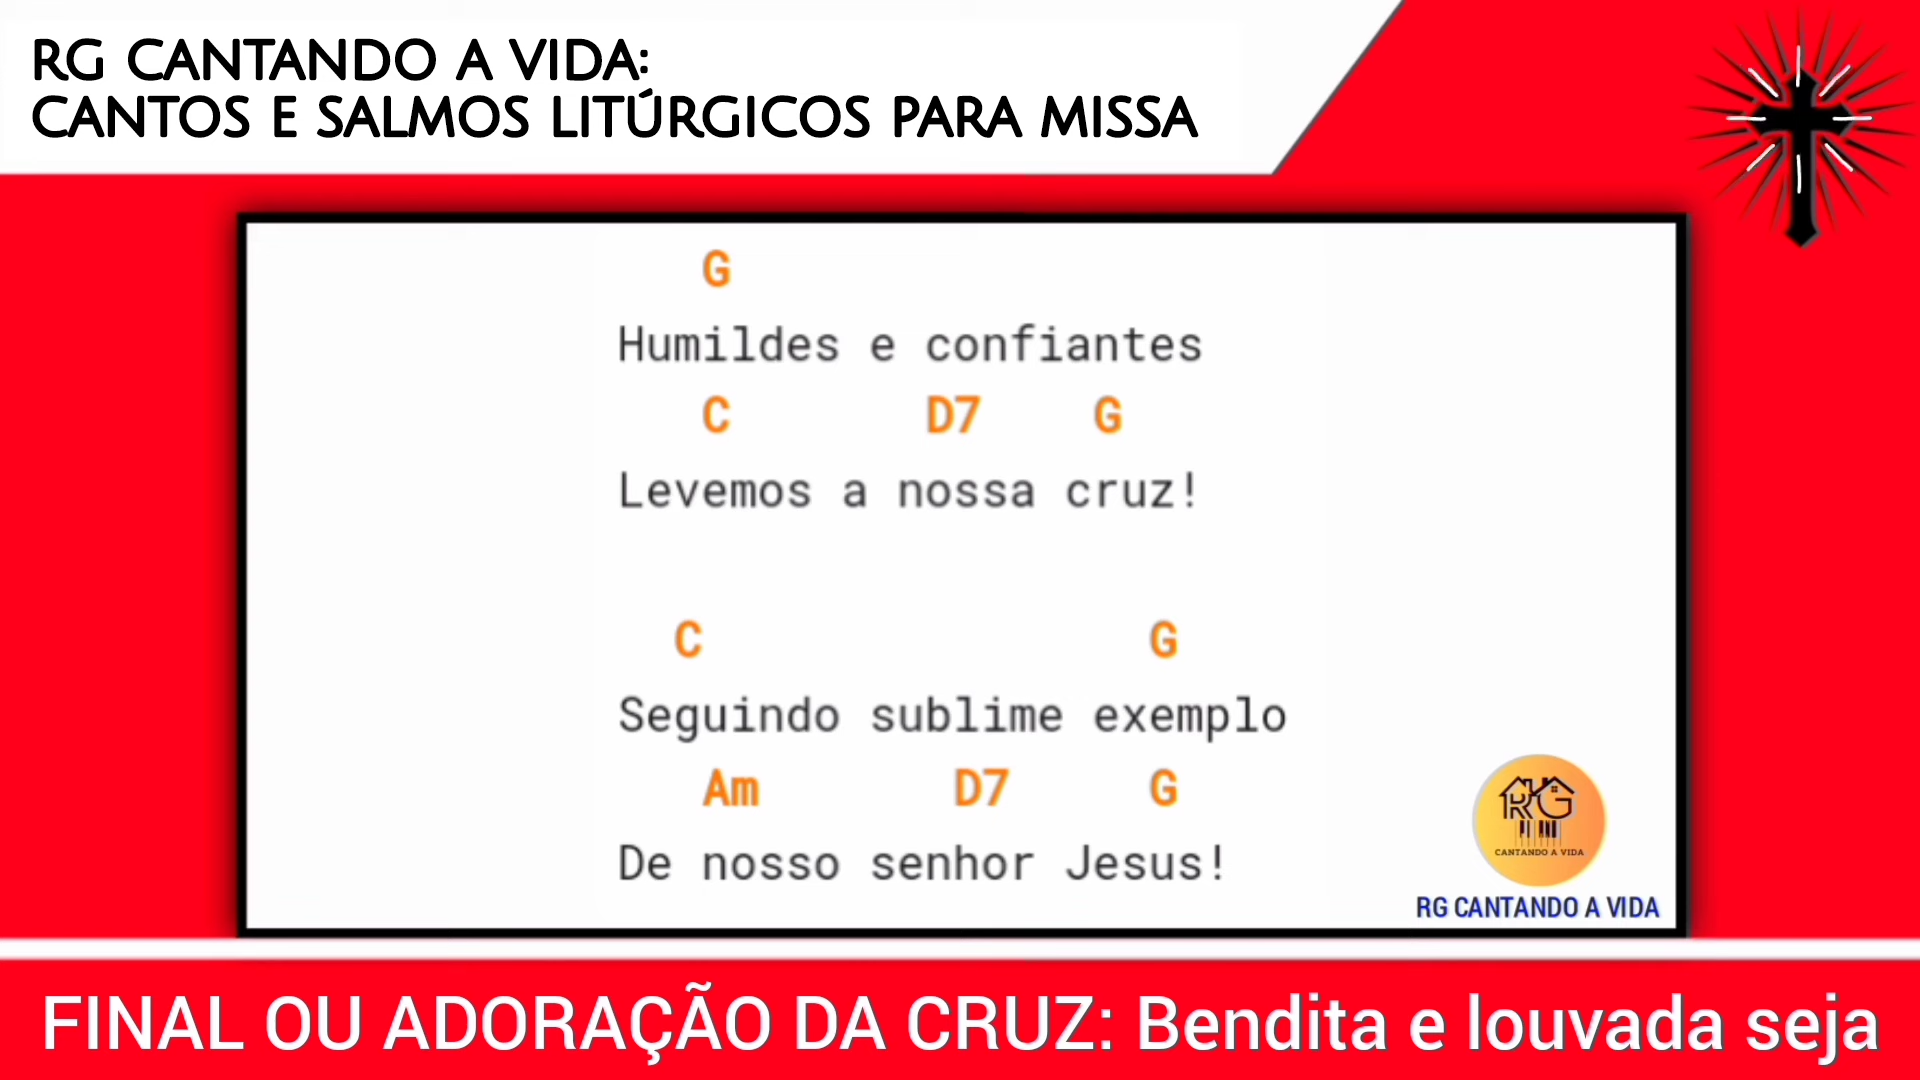 RG CANTANDO A VIDA:
CANTOS E SALMOS LITÚRGICOS PARA MISSA
G
Humildes e confiantes
C D7 G
Levemos a nossa cruz!
C G
Seguindo sublime exemplo
Am D7 G
De nosso senhor Jesus!
RG
CANTANDO A VIDA
RG CANTANDO A VIDA
FINAL OU ADORAÇÃO DA CRUZ: Bendita e louvada seja